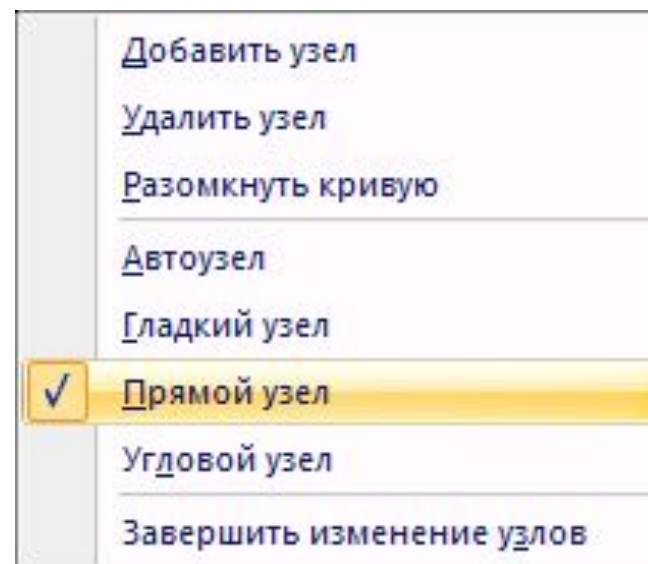 Добавить узел
Удалить узел
Разомкнуть кривую
Автоузел
Гладкий узел
Прямой узел
Угловой узел
Завершить изменение узлов